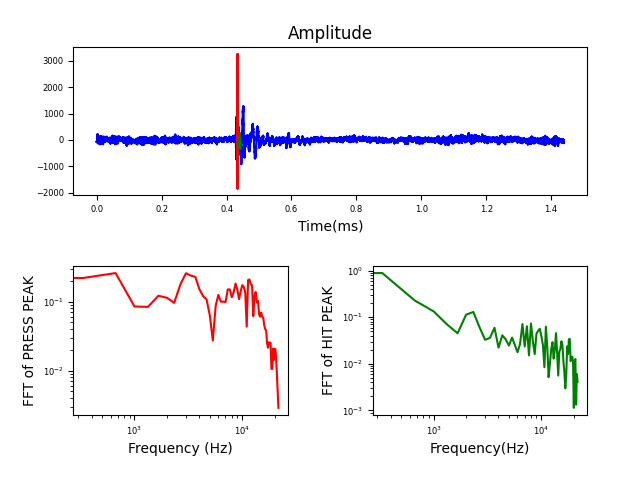 Amplitude
3000
2000
1000
0
−1000
−2000
0.0 0.2 0.4 0.6 0.8 1.0 1.2 1.4
Time(ms)
FFT of PRESS PEAK
10⁻¹
10⁻²
10³ 10⁴
Frequency (Hz)
FFT of HIT PEAK
10⁰
10⁻¹
10⁻²
10⁻³
10³ 10⁴
Frequency(Hz)